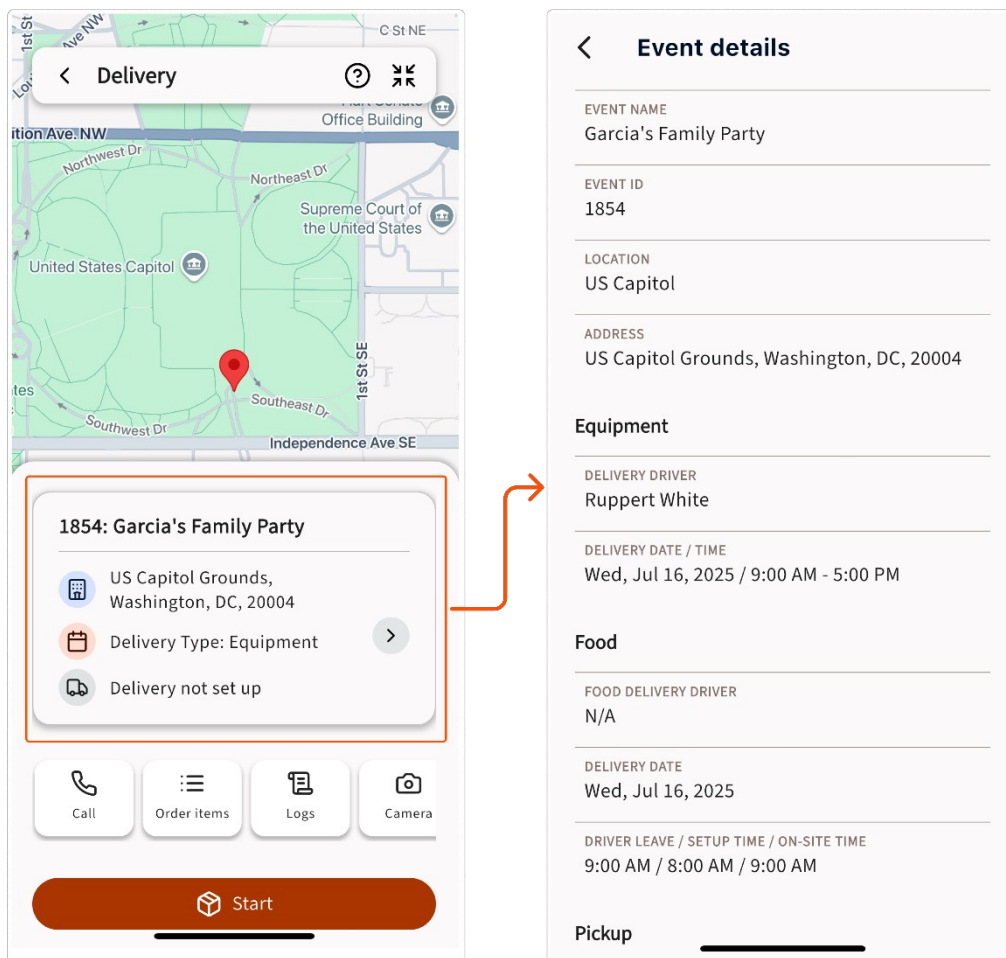 1st St
Ave NW
C St NE
Delivery
Office Building
ition Ave. NW
Northwest Dr
Northeast Dr
Supreme Court of
the United States
United States Capitol
1st St SE
tes
Southeast Dr
Southwest Dr
Independence Ave SE
1854: Garcia's Family Party
US Capitol Grounds,
Washington, DC, 20004
Delivery Type: Equipment
Delivery not set up
Call
Order items
Logs
Camera
Start
Event details
EVENT NAME
Garcia's Family Party
EVENT ID
1854
LOCATION
US Capitol
ADDRESS
US Capitol Grounds, Washington, DC, 20004
Equipment
DELIVERY DRIVER
Ruppert White
DELIVERY DATE / TIME
Wed, Jul 16, 2025 / 9:00 AM - 5:00 PM
Food
FOOD DELIVERY DRIVER
N/A
DELIVERY DATE
Wed, Jul 16, 2025
DRIVER LEAVE / SETUP TIME / ON-SITE TIME
9:00 AM / 8:00 AM / 9:00 AM
Pickup